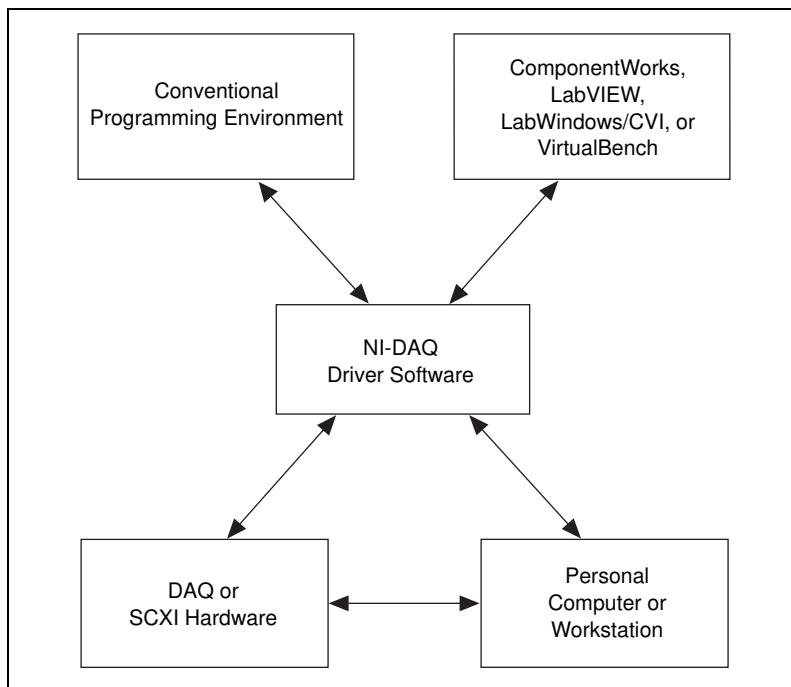 Conventional
Programming Environment
ComponentWorks,
LabVIEW,
LabWindows/CVI, or
VirtualBench
NI-DAQ
Driver Software
DAQ or
SCXI Hardware
Personal
Computer or
Workstation